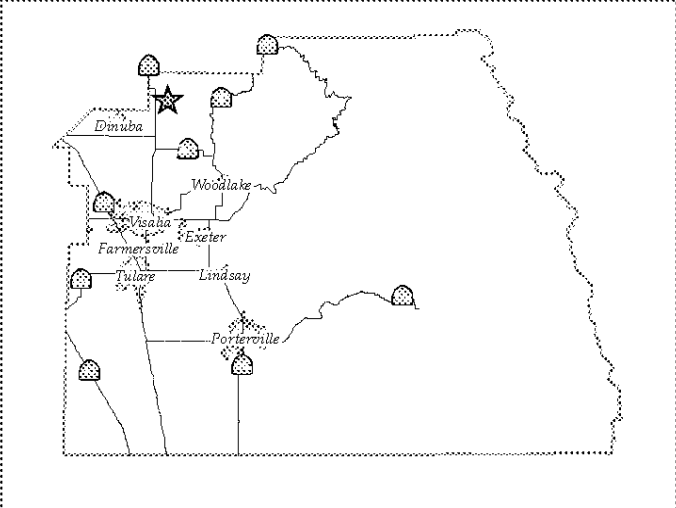 Dinuba
Woodlake
Visalia
Exeter
Farmersville
Tulare
Lindsay
Porterville